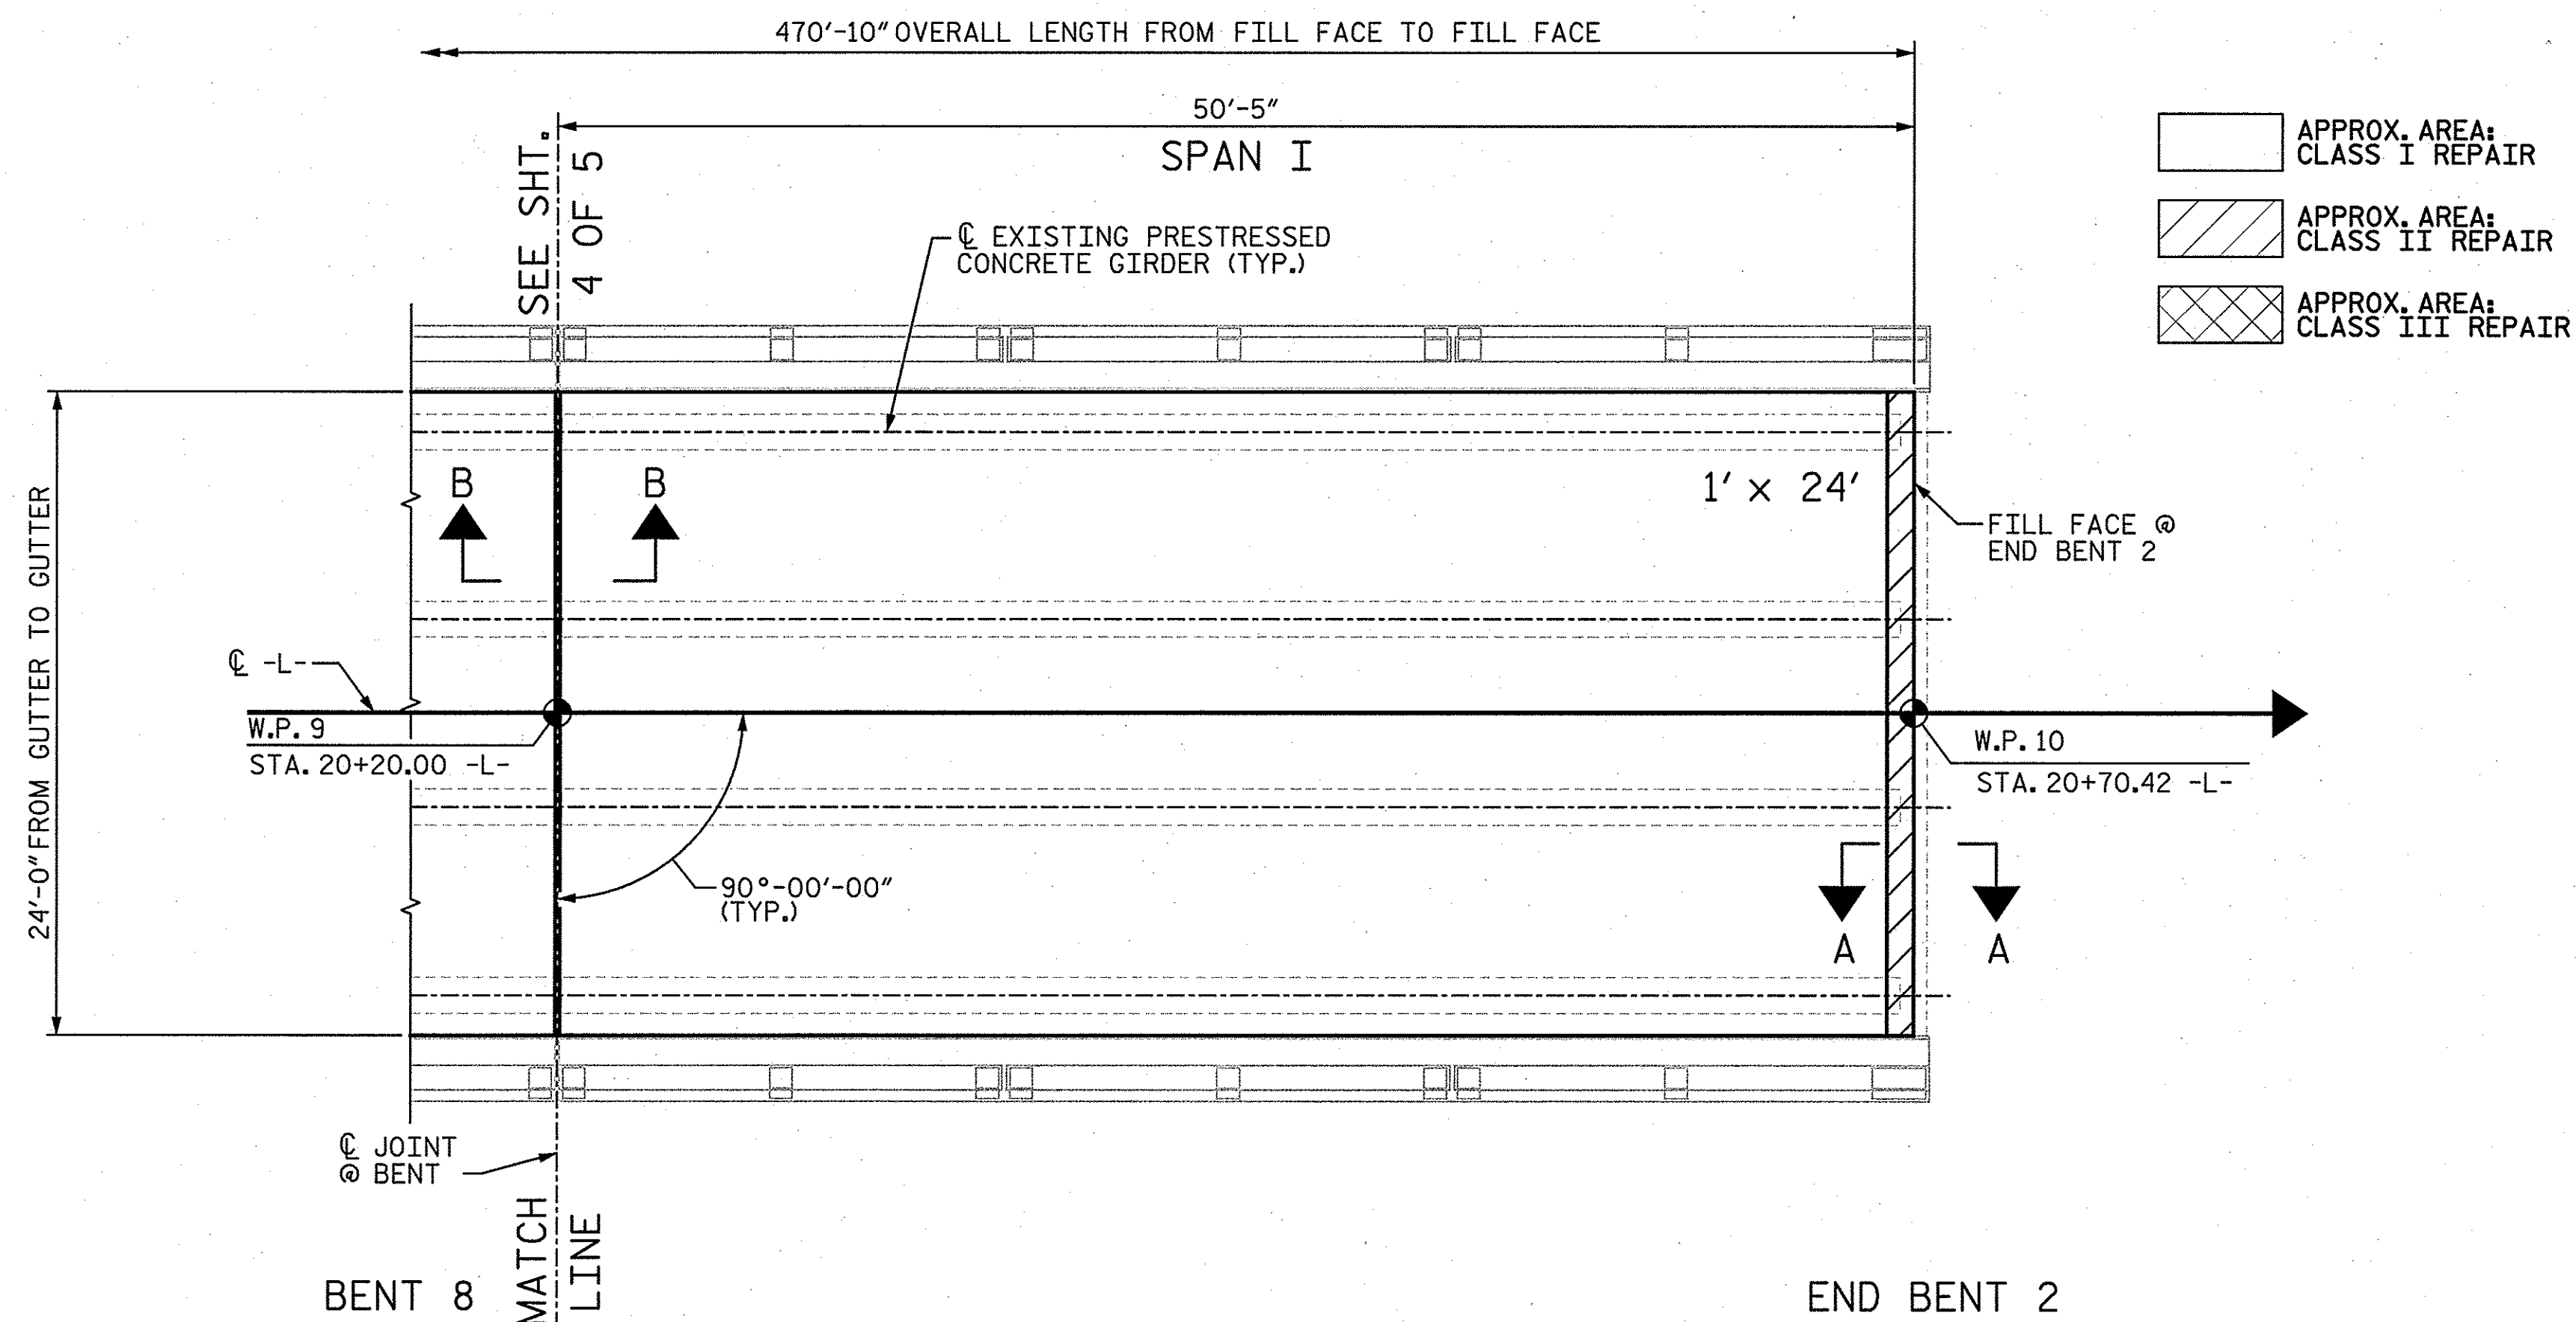 470'-10" OVERALL LENGTH FROM FILL FACE TO FILL FACE
50'-5"
SPAN I
SEE SHT.
4 OF 5
APPROX. AREA:
CLASS I REPAIR
APPROX. AREA:
CLASS II REPAIR
APPROX. AREA:
CLASS III REPAIR
℄ EXISTING PRESTRESSED
CONCRETE GIRDER (TYP.)
24'-0" FROM GUTTER TO GUTTER
B
B
1' x 24'
FILL FACE @
END BENT 2
℄ -L-
W.P. 9
STA. 20+20.00 -L-
W.P. 10
STA. 20+70.42 -L-
90°-00'-00"
(TYP.)
A
A
℄ JOINT
@ BENT
MATCH
LINE
BENT 8
END BENT 2